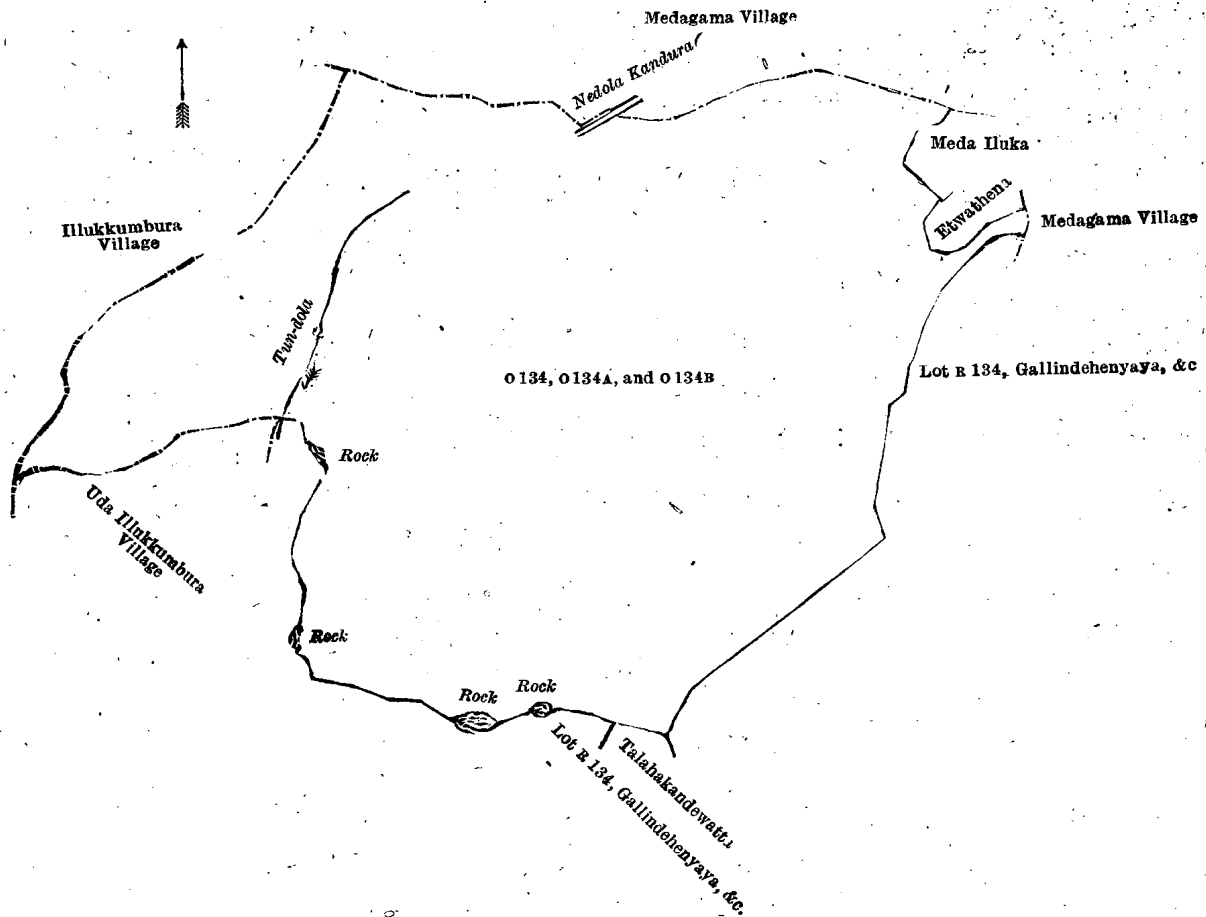 Medagama Village
Nedola Kandura
Meda Iluka
Etwathena
Medagama Village
Illukkumbura
Village
Tun-dola
O 134, O 134A, and O 134B
Lot R 134, Gallindehenyaya, &c
Rock
Uda Illukkumbura
Village
Rock
Rock
Rock
Talahakandewatta
Lot R 134, Gallindehenyaya, &c.